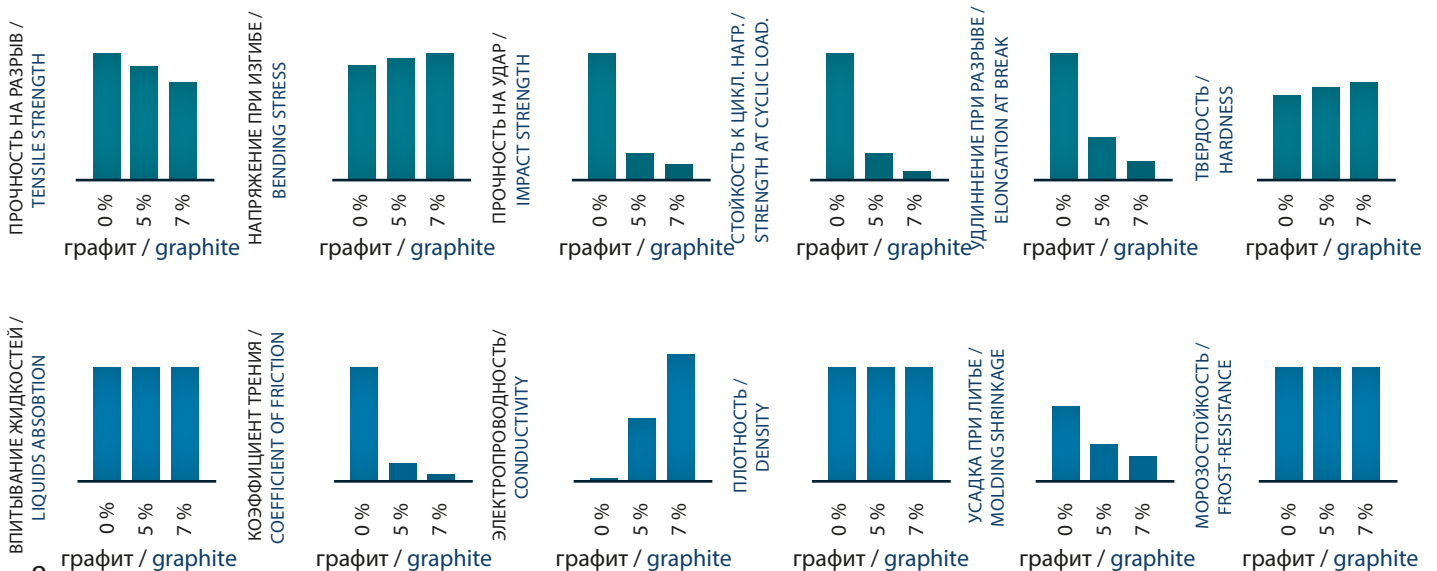 ПРОЧНОСТЬ НА РАЗРЫВ /
TENSILE STRENGTH
0 %
5 %
7 %
графит / graphite
НАПРЯЖЕНИЕ ПРИ ИЗГИБЕ /
BENDING STRESS
0 %
5 %
7 %
графит / graphite
ПРОЧНОСТЬ НА УДАР /
IMPACT STRENGTH
0 %
5 %
7 %
графит / graphite
СТОЙКОСТЬ К ЦИКЛ. НАГР. /
STRENGTH AT CYCLIC LOAD.
0 %
5 %
7 %
графит / graphite
УДЛИННЕНИЕ ПРИ РАЗРЫВЕ /
ELONGATION AT BREAK
0 %
5 %
7 %
графит / graphite
ТВЕРДОСТЬ /
HARDNESS
0 %
5 %
7 %
графит / graphite
ВПИТЫВАНИЕ ЖИДКОСТЕЙ /
LIQUIDS ABSOBTION
0 %
5 %
7 %
графит / graphite
КОЭФФИЦИЕНТ ТРЕНИЯ /
COEFFICIENT OF FRICTION
0 %
5 %
7 %
графит / graphite
ЭЛЕКТРОПРОВОДНОСТЬ/
CONDUCTIVITY
0 %
5 %
7 %
графит / graphite
ПЛОТНОСТЬ /
DENSITY
0 %
5 %
7 %
графит / graphite
УСАДКА ПРИ ЛИТЬЕ /
MOLDING SHRINKAGE
0 %
5 %
7 %
графит / graphite
МОРОЗОСТОЙКОСТЬ /
FROST-RESISTANCE
0 %
5 %
7 %
графит / graphite